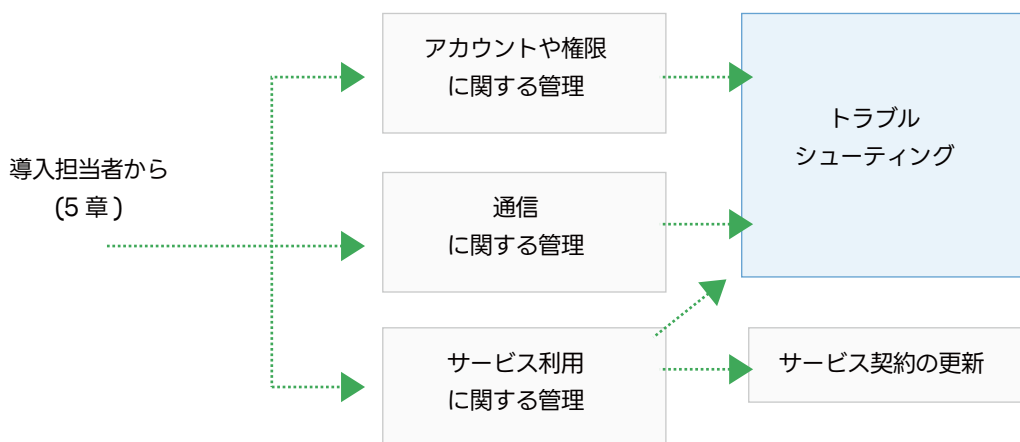 導入担当者から
(5 章 )
アカウントや権限
に関する管理
通信
に関する管理
サービス利用
に関する管理
トラブル
シューティング
サービス契約の更新